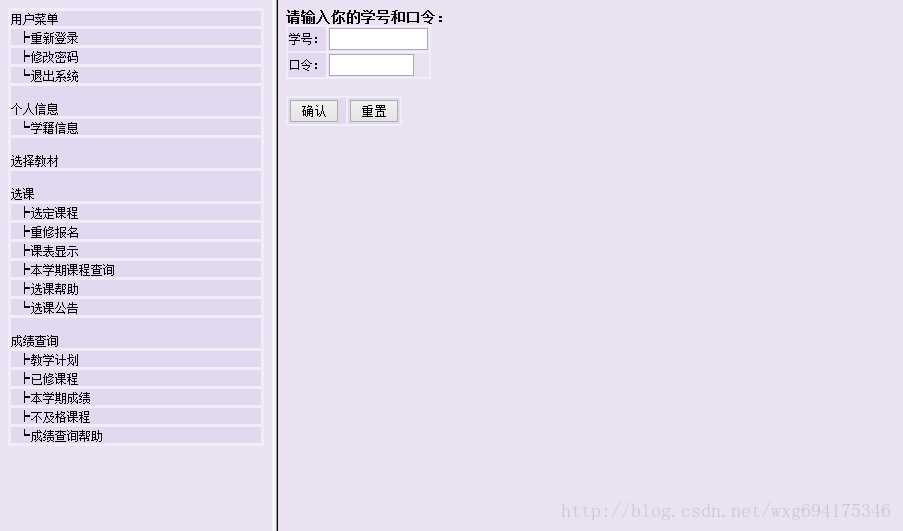 用户菜单
┝重新登录
┝修改密码
┕退出系统
个人信息
┕学籍信息
选择教材
选课
┝选定课程
┝重修报名
┝课表显示
┝本学期课程查询
┝选课帮助
┕选课公告
成绩查询
┝教学计划
┝已修课程
┝本学期成绩
┝不及格课程
┕成绩查询帮助
请输入你的学号和口令：
学号：
口令：
确认 重置
http://blog.csdn.net/wxg694175346